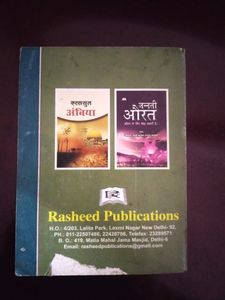 क़ससुल
अंबिया
जन्नती
औरत
Rasheed Publications
H.O.: 4/203, Lalita Park, Laxmi Nagar New Delhi- 92.
PH.: 011-22507486, 22428786, Telefax: 23289571
B. O.: 419, Matia Mahal Jama Masjid, Delhi-6
Email: rasheedpublications@gmail.com